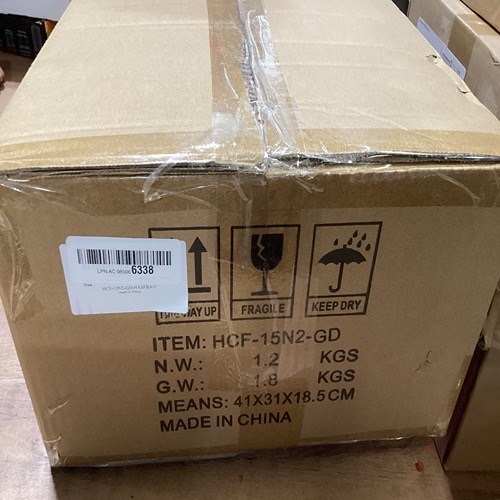 6338
THIS WAY UP
FRAGILE
KEEP DRY
ITEM: HCF-15N2-GD
N.W.: 1.2 KGS
G.W.: 1.8 KGS
MEANS: 41X31X18.5CM
MADE IN CHINA